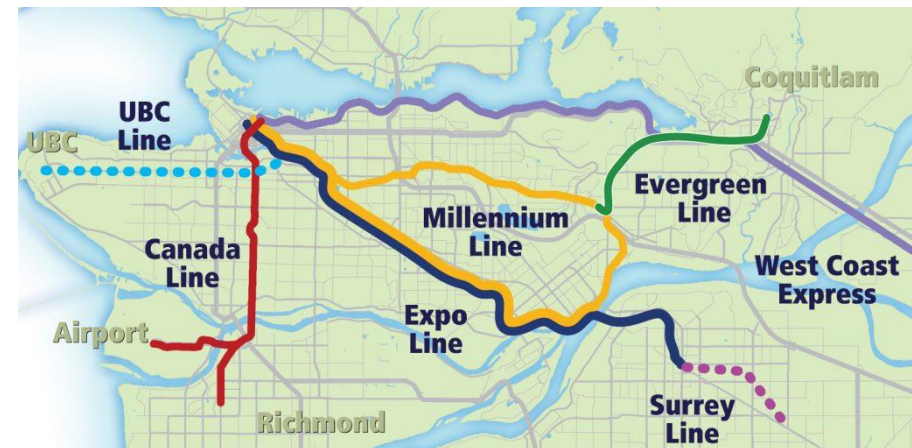 Coquitlam
UBC
Line
UBC
Evergreen
Line
Millennium
Line
Canada
Line
West Coast
Express
Airport
Expo
Line
Surrey
Line
Richmond